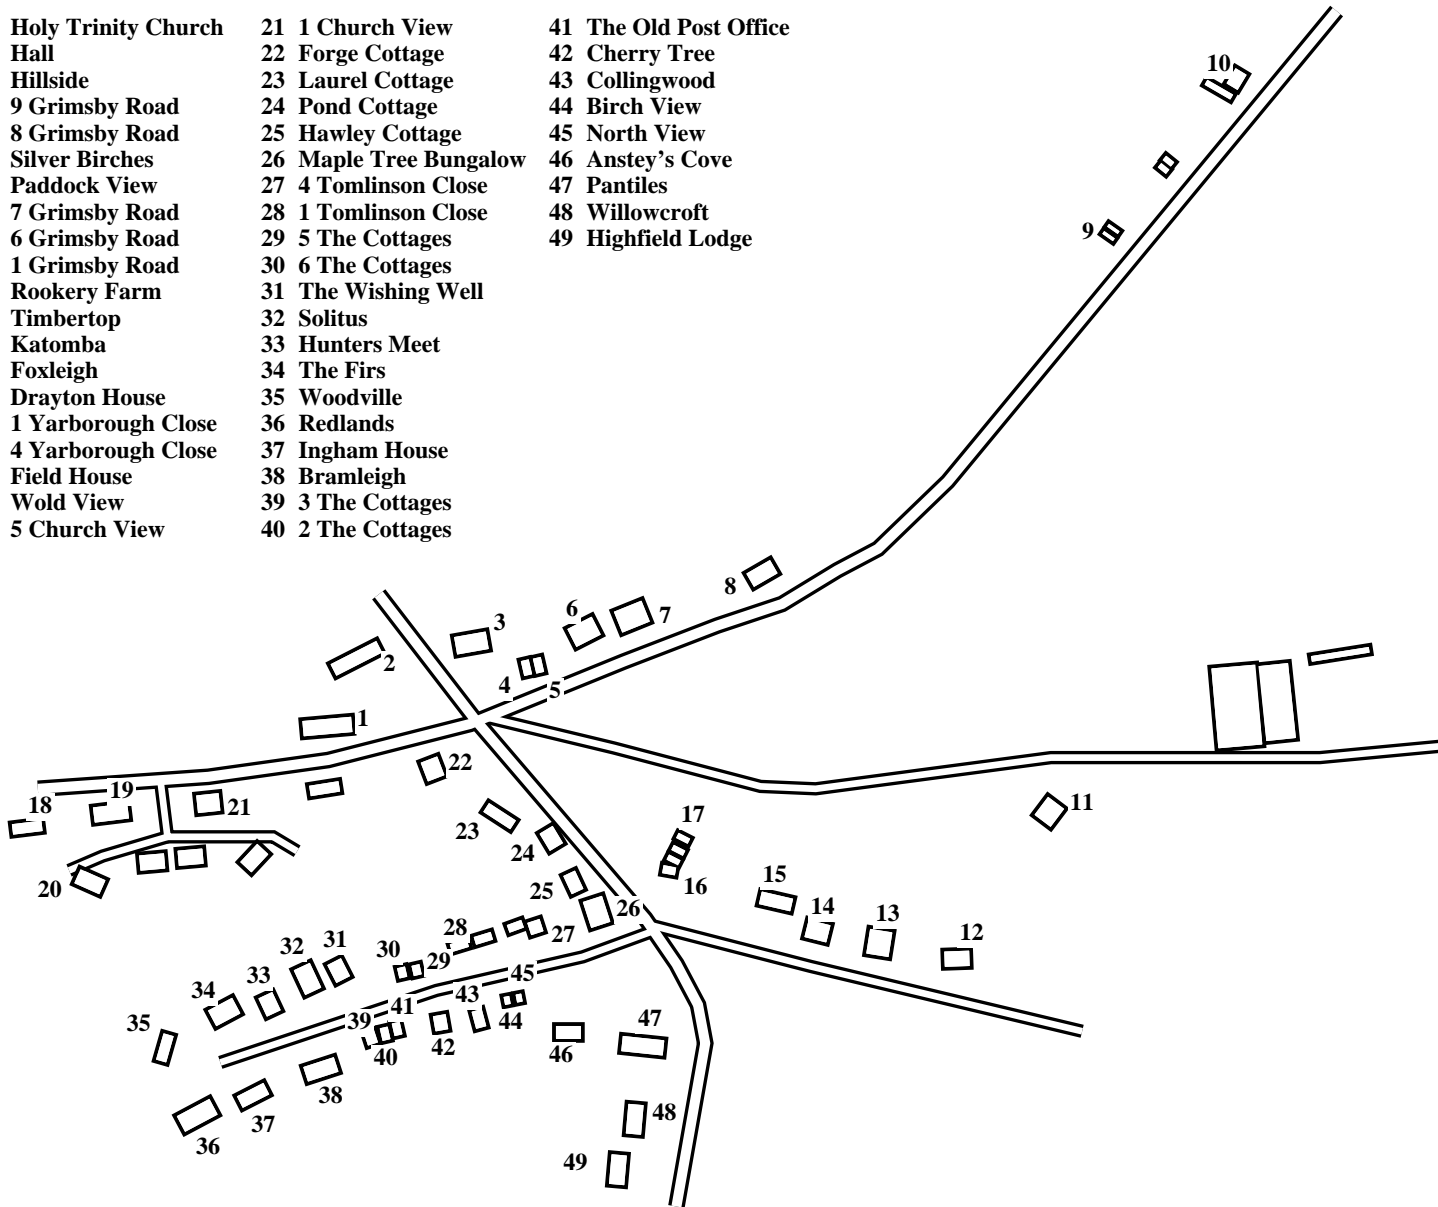 Holy Trinity Church 21 1 Church View 41 The Old Post Office
Hall 22 Forge Cottage 42 Cherry Tree
Hillside 23 Laurel Cottage 43 Collingwood
9 Grimsby Road 24 Pond Cottage 44 Birch View
8 Grimsby Road 25 Hawley Cottage 45 North View
Silver Birches 26 Maple Tree Bungalow 46 Anstey's Cove
Paddock View 27 4 Tomlinson Close 47 Pantiles
7 Grimsby Road 28 1 Tomlinson Close 48 Willowcroft
6 Grimsby Road 29 5 The Cottages 49 Highfield Lodge
1 Grimsby Road 30 6 The Cottages
Rookery Farm 31 The Wishing Well
Timbertop 32 Solitus
Katomba 33 Hunters Meet
Foxleigh 34 The Firs
Drayton House 35 Woodville
1 Yarborough Close 36 Redlands
4 Yarborough Close 37 Ingham House
Field House 38 Bramleigh
Wold View 39 3 The Cottages
5 Church View 40 2 The Cottages
10
9
8
6
7
3
2
4
5
1
22
19
18
21
11
17
23
24
16
20
25
15
26
14
13
12
28
27
32
31
30
29
45
34
33
41
43
44
35
39
40
42
46
47
38
37
36
48
49